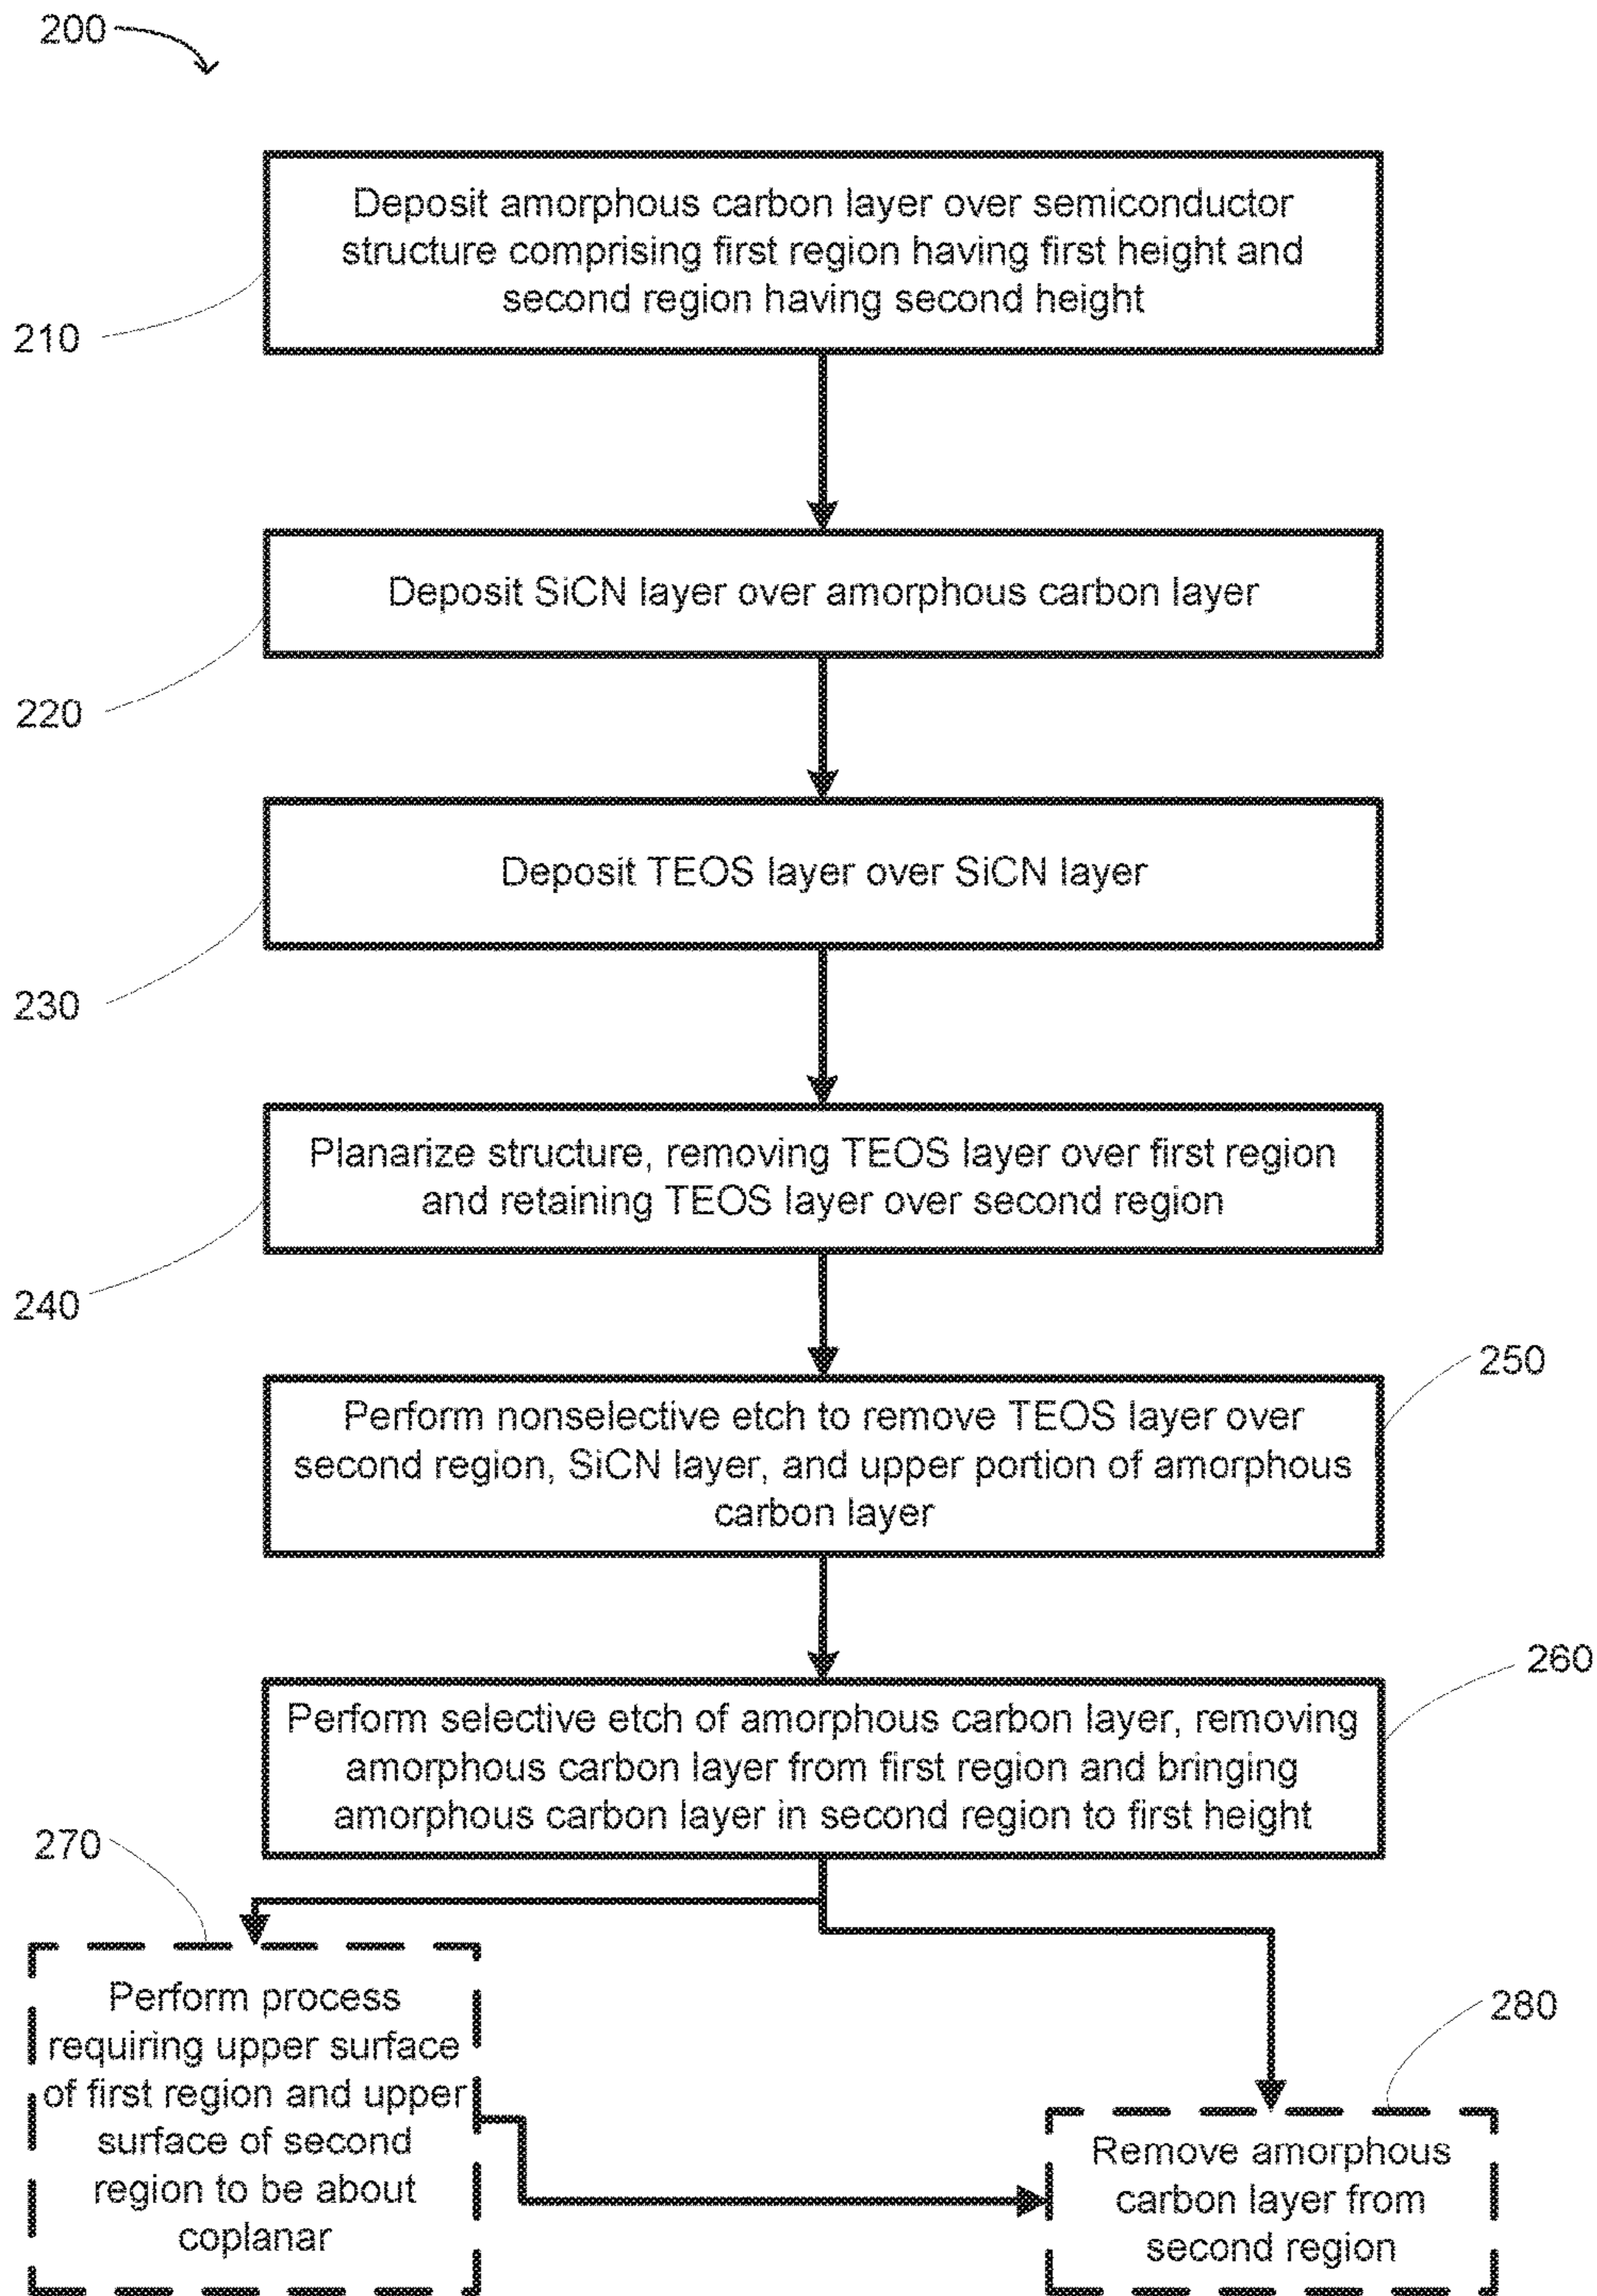 200
Deposit amorphous carbon layer over semiconductor
structure comprising first region having first height and
second region having second height
210
Deposit SiCN layer over amorphous carbon layer
220
Deposit TEOS layer over SiCN layer
230
Planarize structure, removing TEOS layer over first region
and retaining TEOS layer over second region
240
250
Perform nonselective etch to remove TEOS layer over
second region, SiCN layer, and upper portion of amorphous
carbon layer
260
Perform selective etch of amorphous carbon layer, removing
amorphous carbon layer from first region and bringing
amorphous carbon layer in second region to first height
270
Perform process
requiring upper surface
of first region and upper
surface of second
region to be about
coplanar
280
Remove amorphous
carbon layer from
second region